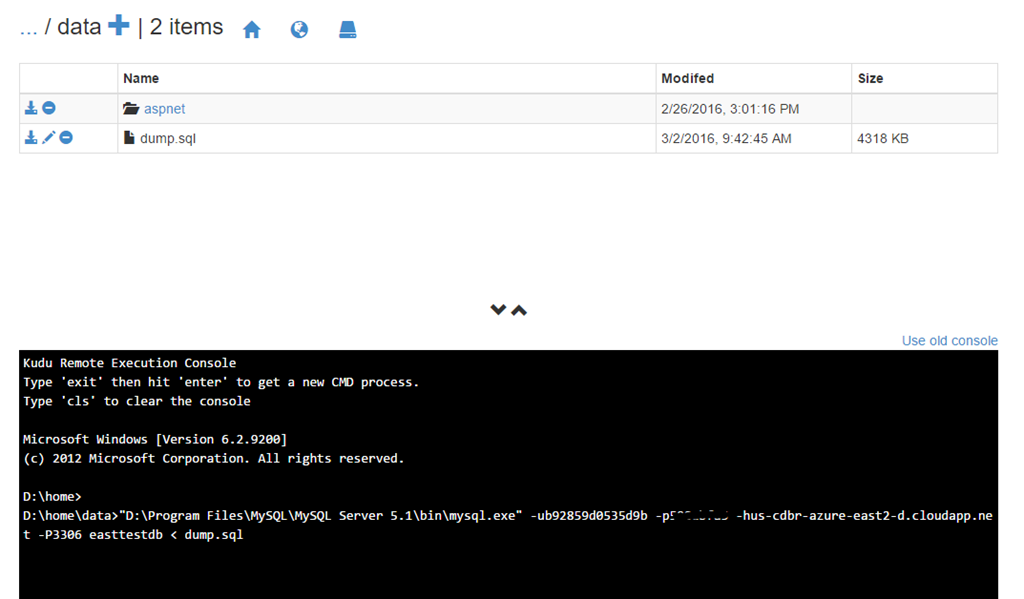 ... / data | 2 items
Name Modifed Size
aspnet 2/26/2016, 3:01:16 PM
dump.sql 3/2/2016, 9:42:45 AM 4318 KB
Use old console
Kudu Remote Execution Console
Type 'exit' then hit 'enter' to get a new CMD process.
Type 'cls' to clear the console
Microsoft Windows [Version 6.2.9200]
(c) 2012 Microsoft Corporation. All rights reserved.
D:\home>
D:\home\data>"D:\Program Files\MySQL\MySQL Server 5.1\bin\mysql.exe" -ub92859d0535d9b -hus-cdbr-azure-east2-d.cloudapp.ne
t -P3306 easttestdb < dump.sql